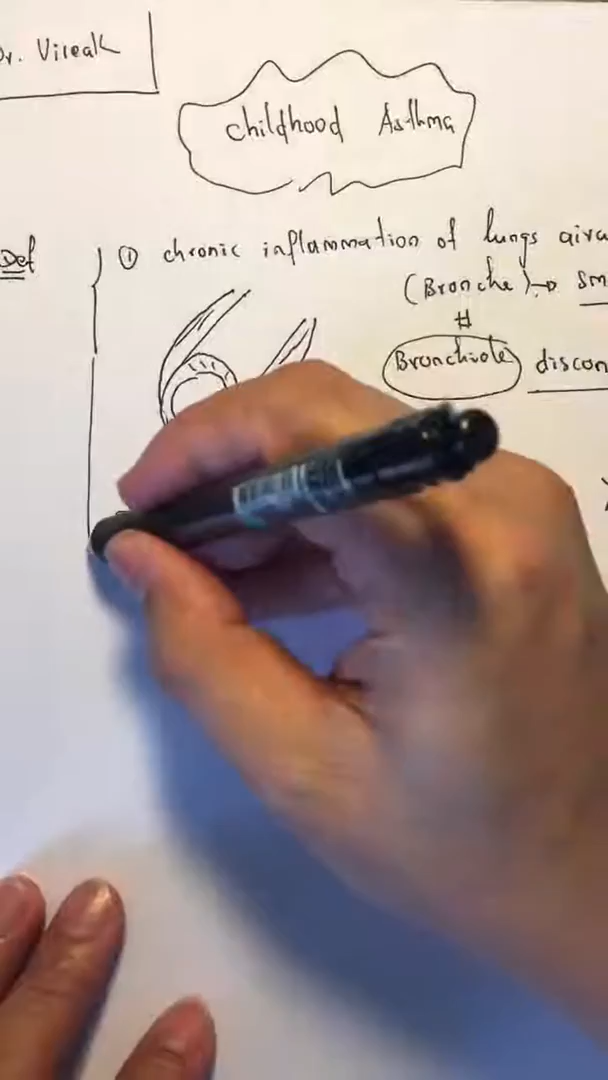 Dr. Vireak
Childhood Asthma
Def
① chronic inflammation of lungs airw
(Bronche) → sm
#
Bronchiole discon